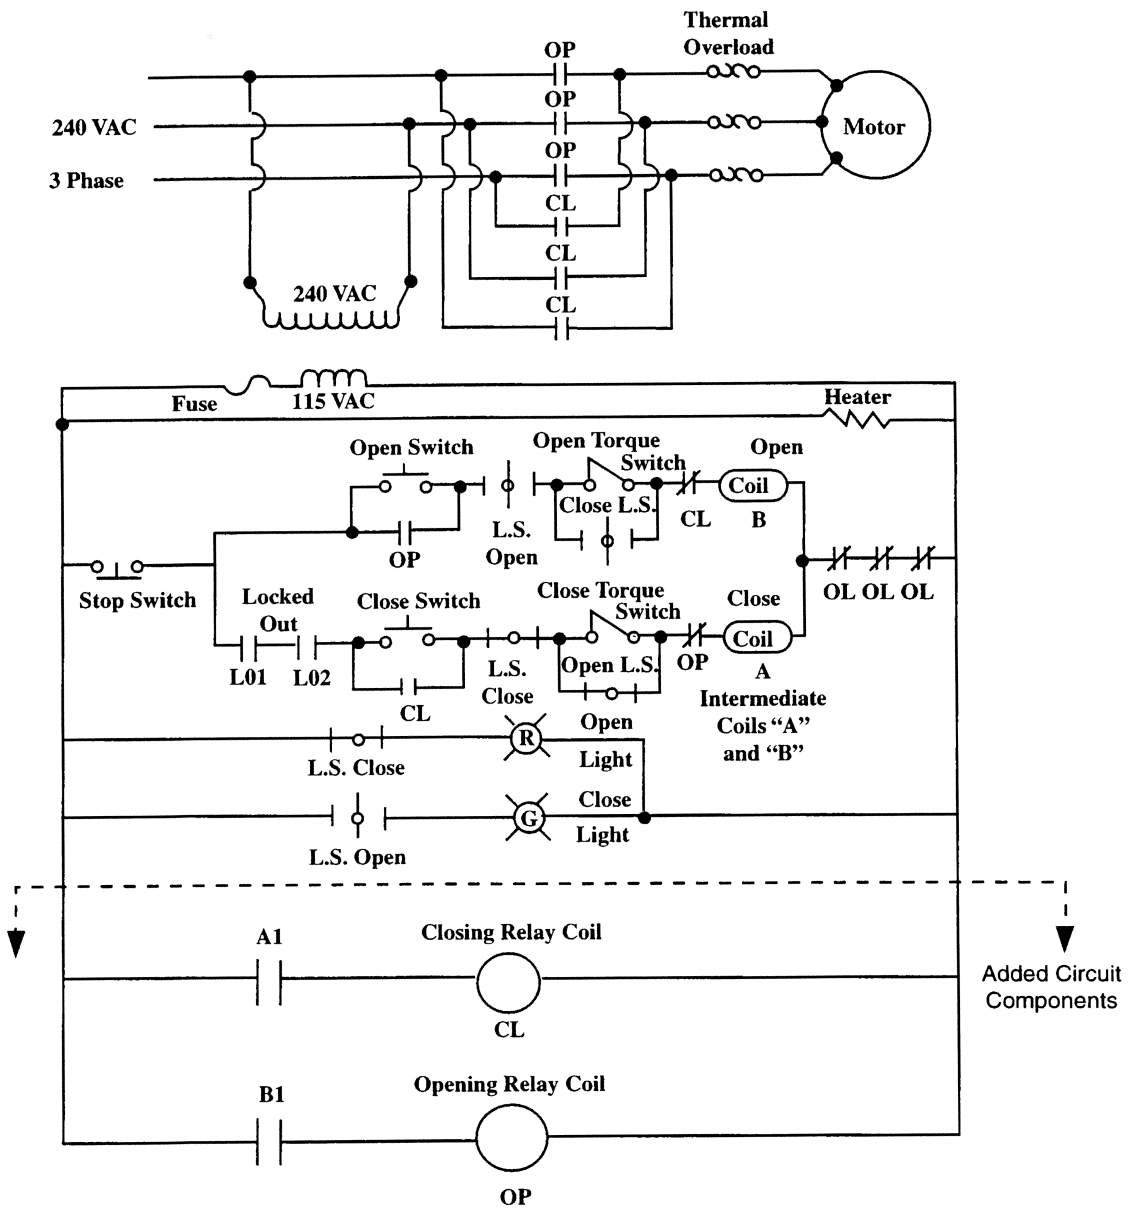 Thermal
Overload
OP
OP
240 VAC
Motor
OP
3 Phase
CL
CL
240 VAC
CL
Fuse
115 VAC
Heater
Open Switch
Open Torque
Switch
Open
Coil
Close L.S.
CL
B
L.S.
Open
OP
Stop Switch
OL OL OL
Locked
Out
Close Switch
Close Torque
Switch
Close
Coil
L01
L02
L.S.
Close
Open L.S.
OP
A
CL
Intermediate
Coils “A”
and “B”
Open
Light
R
L.S. Close
Close
Light
G
L.S. Open
A1
Closing Relay Coil
CL
Added Circuit
Components
B1
Opening Relay Coil
OP